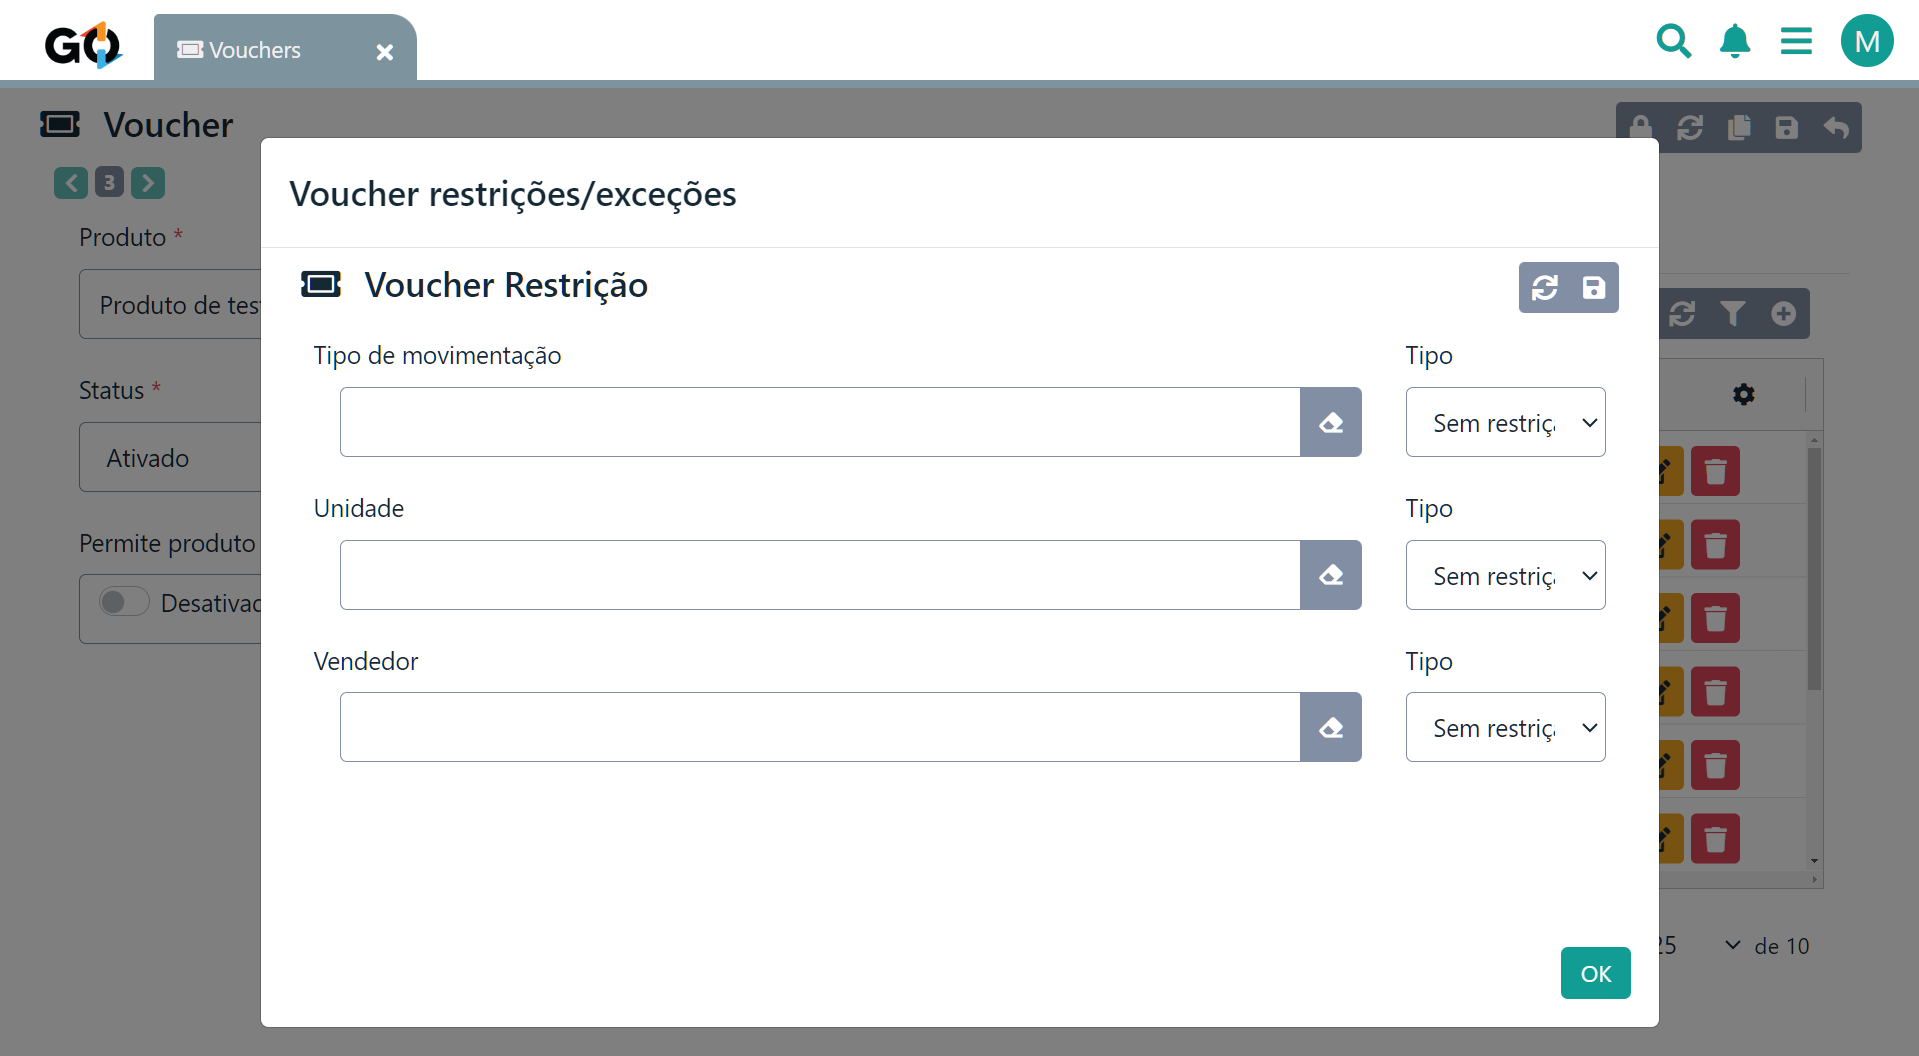 GO
Vouchers
M
Voucher
3
Produto *
Produto de tes
Status *
Ativado
Permite produto
Desativad
Voucher restrições/exceções
Voucher Restrição
Tipo de movimentação
Tipo
Sem restriç
Unidade
Tipo
Sem restriç
Vendedor
Tipo
Sem restriç
OK
25
de 10